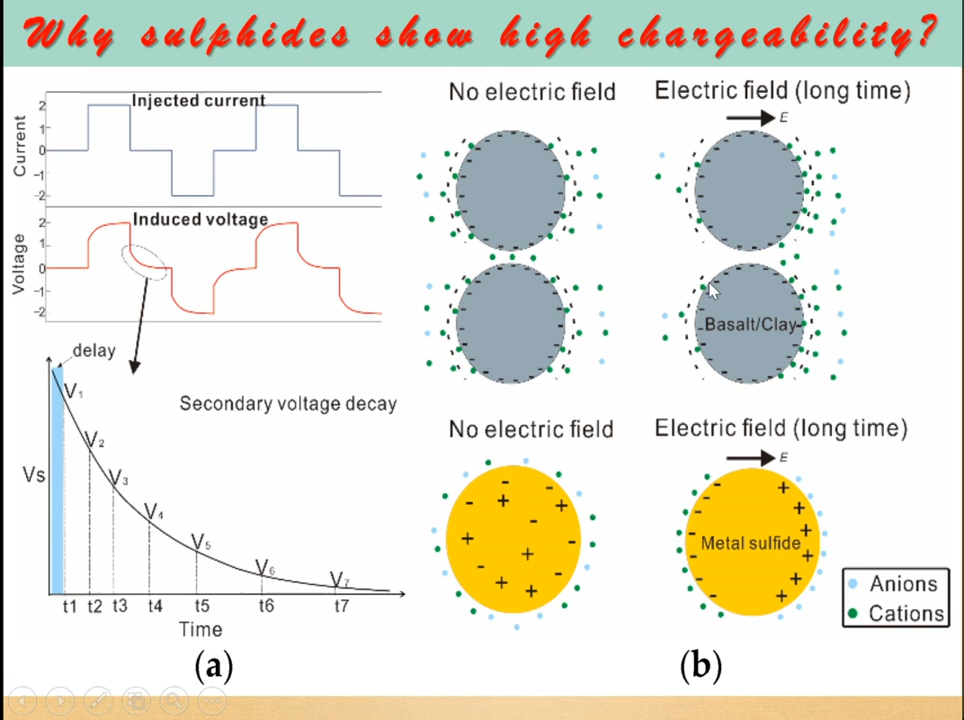 Why sulphides show high chargeability?
Injected current
Current
2
1
0
-1
-2
Induced voltage
Voltage
2
1
0
-1
-2
delay
Secondary voltage decay
Vs
V1
V2
V3
V4
V5
V6
V7
t1 t2 t3 t4 t5 t6 t7
Time
(a)
No electric field
Electric field (long time)
E
Basalt/Clay
No electric field
Electric field (long time)
E
Metal sulfide
Anions
Cations
(b)